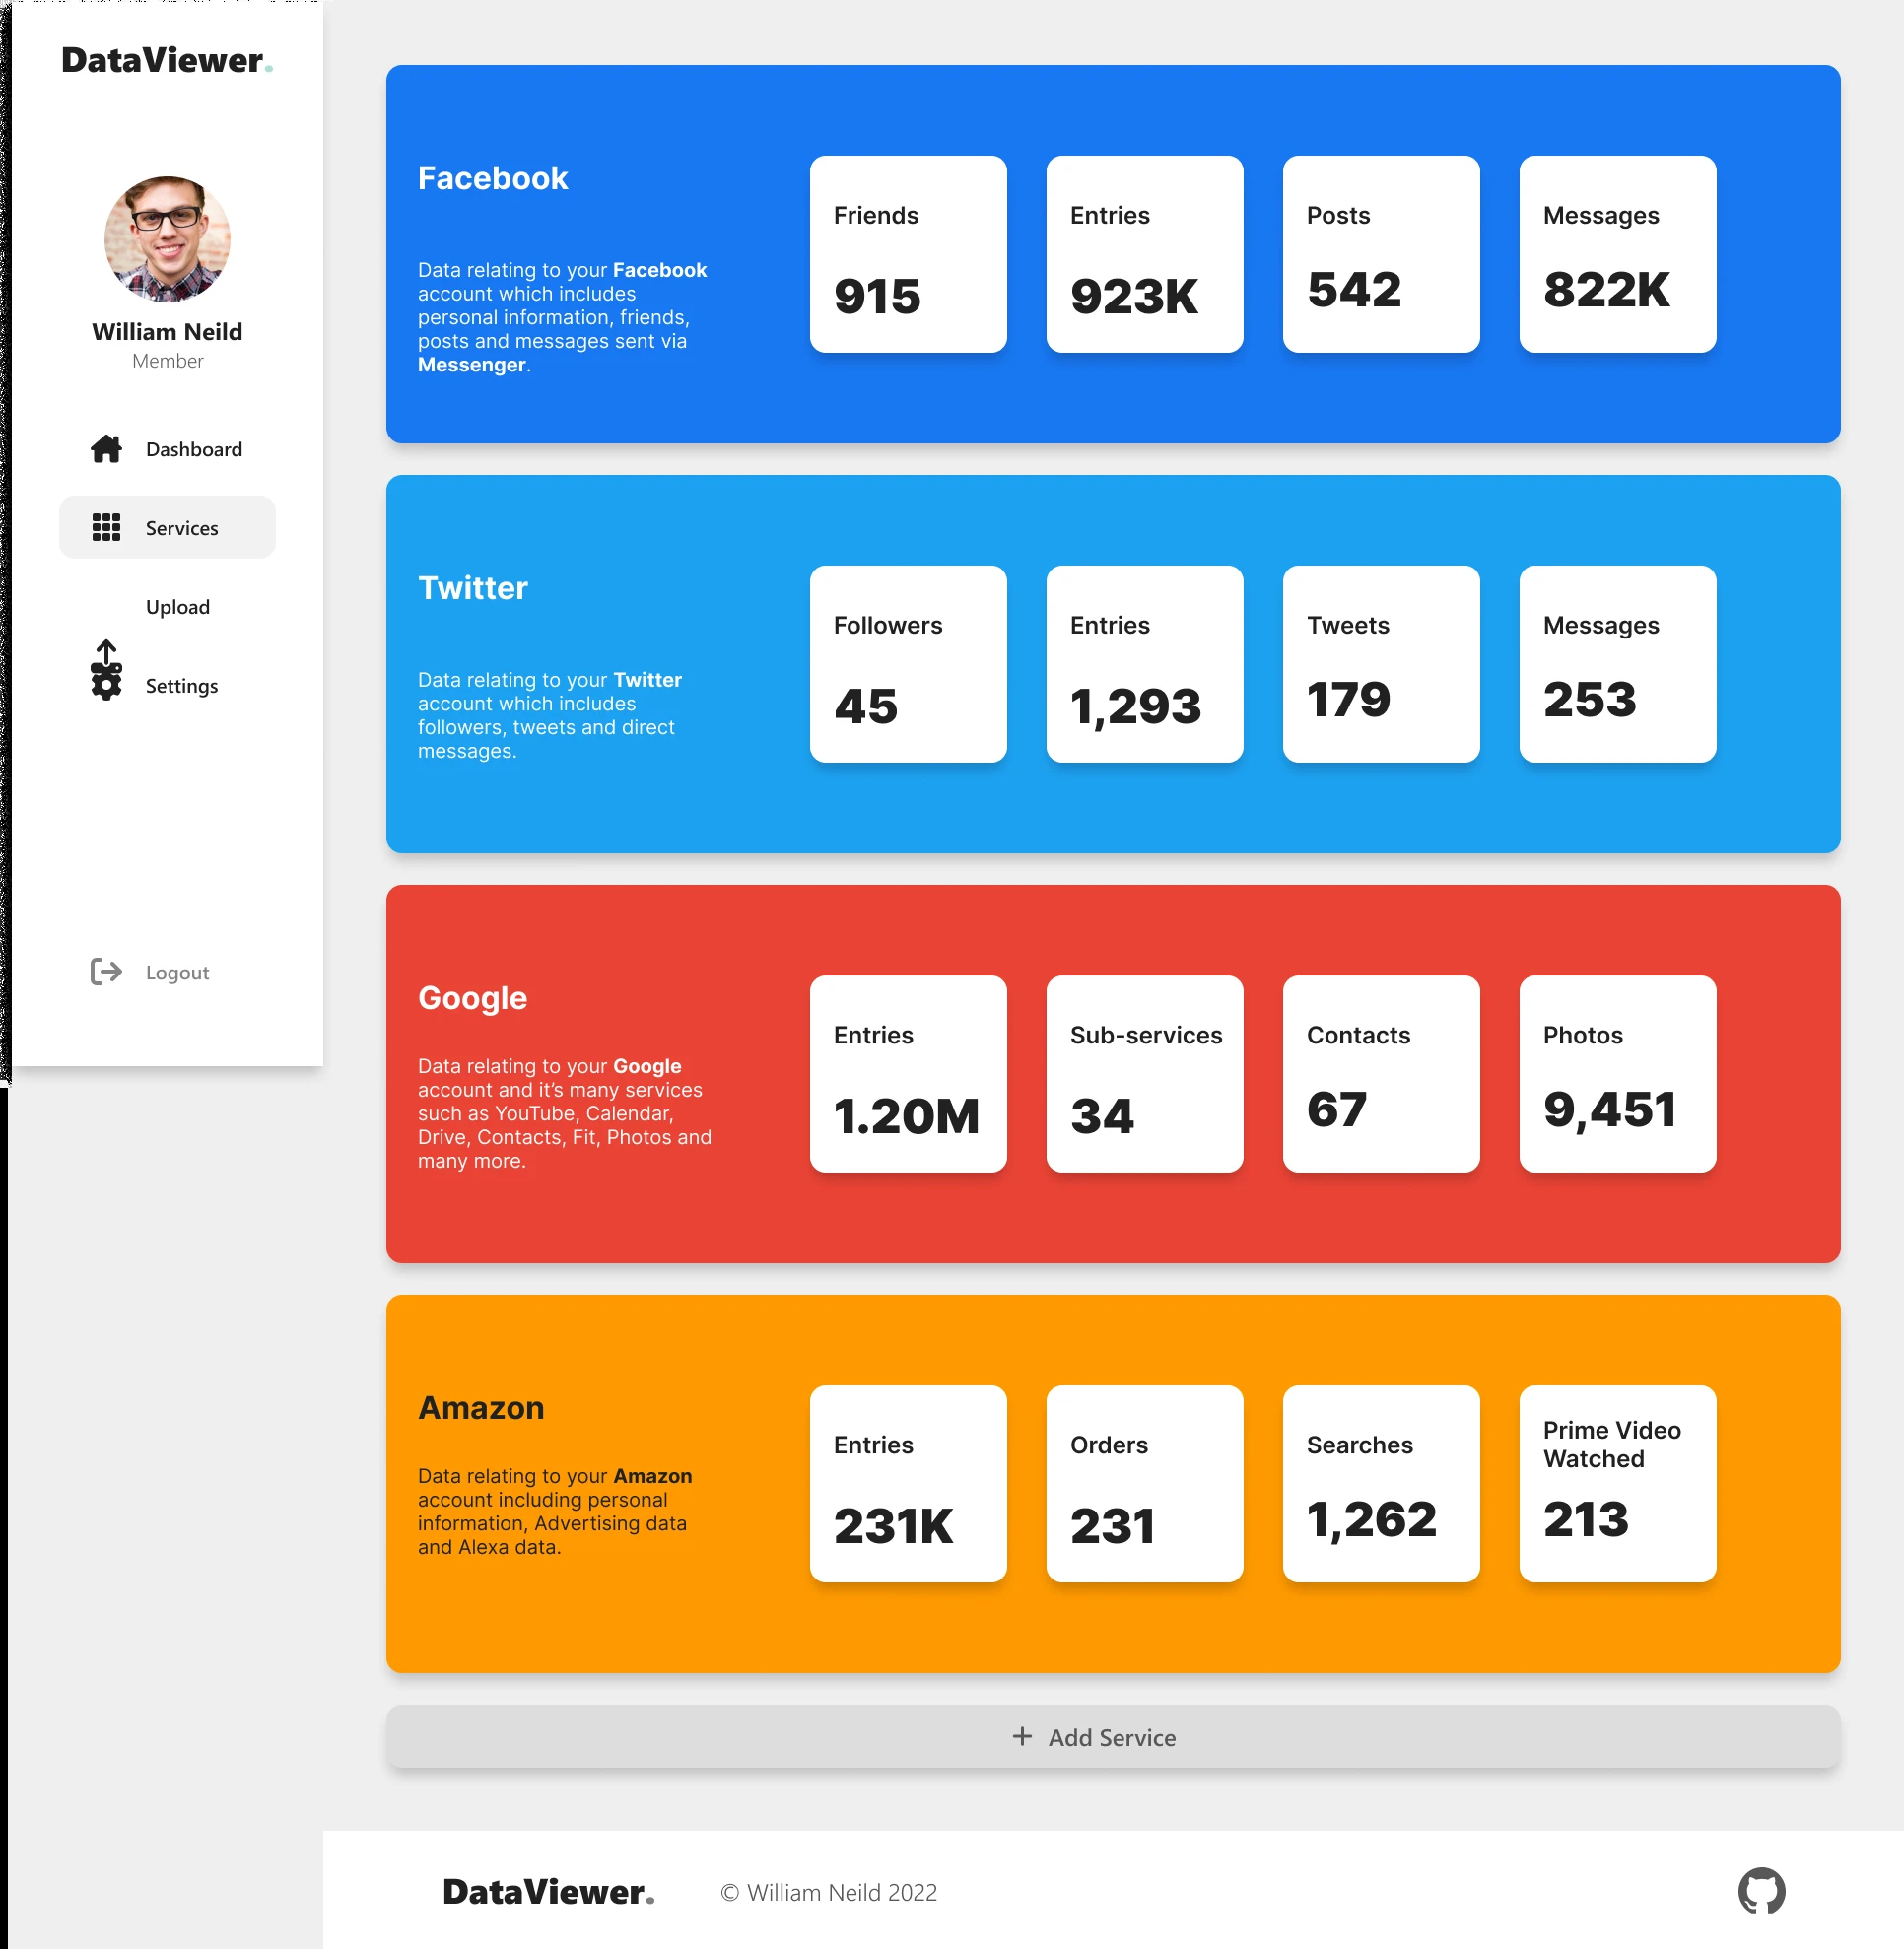 DataViewer.
William Neild
Member
Dashboard
Services
Upload
Settings
Logout
Facebook
Data relating to your Facebook
account which includes
personal information, friends,
posts and messages sent via
Messenger.
Friends
915
Entries
923K
Posts
542
Messages
822K
Twitter
Data relating to your Twitter
account which includes
followers, tweets and direct
messages.
Followers
45
Entries
1,293
Tweets
179
Messages
253
Google
Data relating to your Google
account and it’s many services
such as YouTube, Calendar,
Drive, Contacts, Fit, Photos and
many more.
Entries
1.20M
Sub-services
34
Contacts
67
Photos
9,451
Amazon
Data relating to your Amazon
account including personal
information, Advertising data
and Alexa data.
Entries
231K
Orders
231
Searches
1,262
Prime Video
Watched
213
+ Add Service
DataViewer.
© William Neild 2022